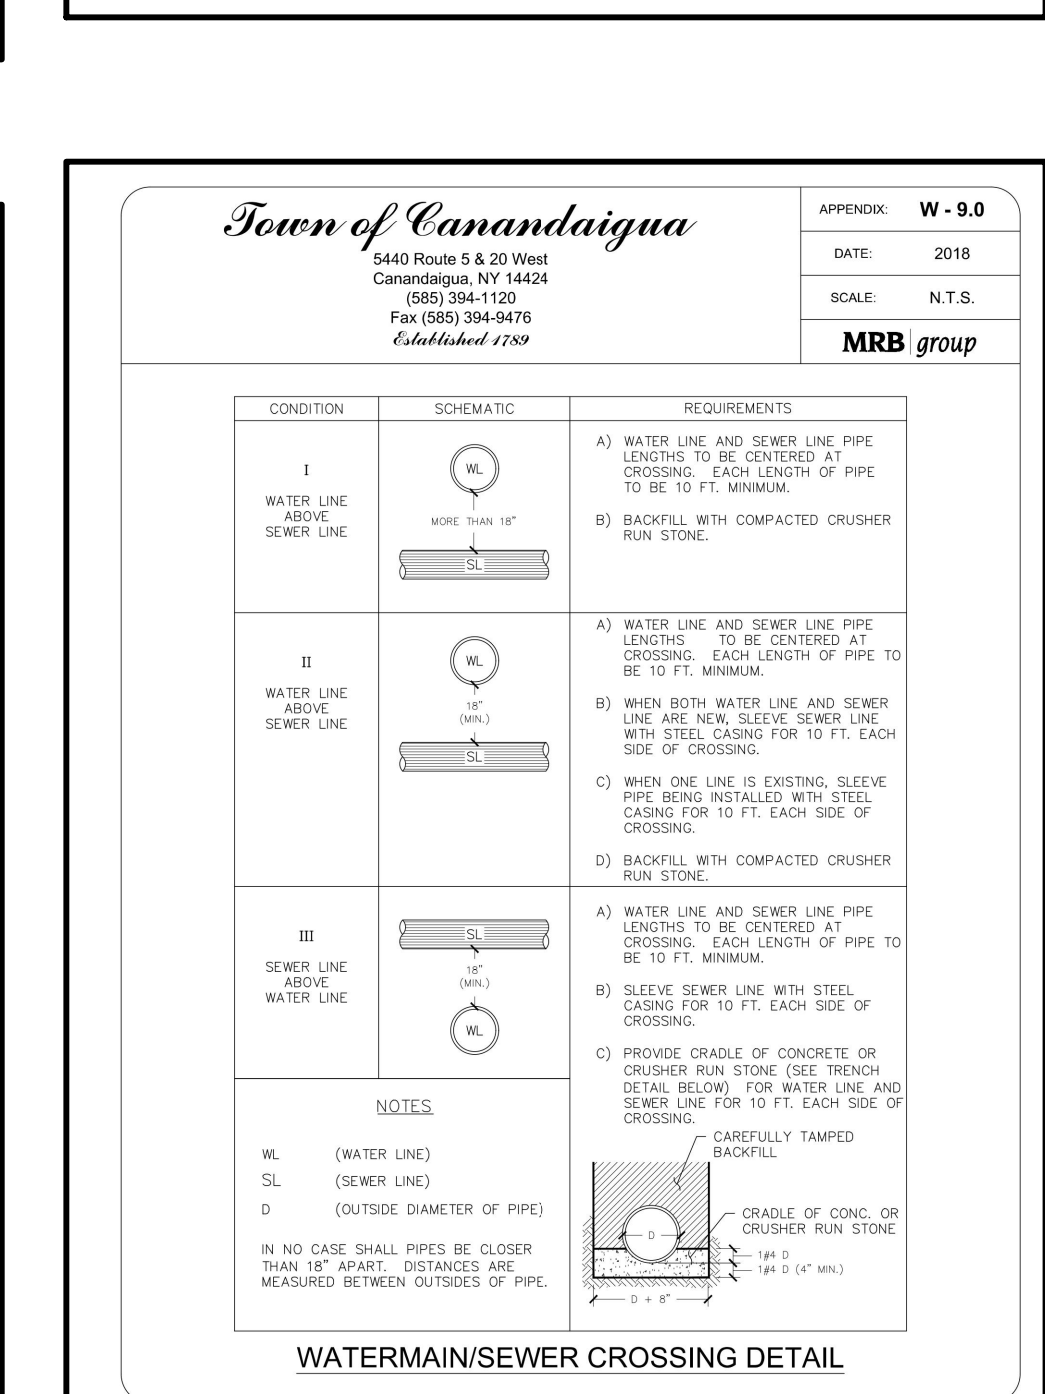 Town of Canandaigua
5440 Route 5 & 20 West
Canandaigua, NY 14424
(585) 394-1120
Fax (585) 394-9476
Established 1789
APPENDIX: W - 9.0
DATE: 2018
SCALE: N.T.S.
MRB group
CONDITION SCHEMATIC REQUIREMENTS
I
WATER LINE
ABOVE
SEWER LINE
WL
MORE THAN 18"
SL
A) WATER LINE AND SEWER LINE PIPE
LENGTHS TO BE CENTERED AT
CROSSING. EACH LENGTH OF PIPE
TO BE 10 FT. MINIMUM.
B) BACKFILL WITH COMPACTED CRUSHER
RUN STONE.
II
WATER LINE
ABOVE
SEWER LINE
WL
18"
(MIN.)
SL
A) WATER LINE AND SEWER LINE PIPE
LENGTHS TO BE CENTERED AT
CROSSING. EACH LENGTH OF PIPE TO
BE 10 FT. MINIMUM.
B) WHEN BOTH WATER LINE AND SEWER
LINE ARE NEW, SLEEVE SEWER LINE
WITH STEEL CASING FOR 10 FT. EACH
SIDE OF CROSSING.
C) WHEN ONE LINE IS EXISTING, SLEEVE
PIPE BEING INSTALLED WITH STEEL
CASING FOR 10 FT. EACH SIDE OF
CROSSING.
D) BACKFILL WITH COMPACTED CRUSHER
RUN STONE.
III
SEWER LINE
ABOVE
WATER LINE
SL
18"
(MIN.)
WL
A) WATER LINE AND SEWER LINE PIPE
LENGTHS TO BE CENTERED AT
CROSSING. EACH LENGTH OF PIPE TO
BE 10 FT. MINIMUM.
B) SLEEVE SEWER LINE WITH STEEL
CASING FOR 10 FT. EACH SIDE OF
CROSSING.
C) PROVIDE CRADLE OF CONCRETE OR
CRUSHER RUN STONE (SEE TRENCH
DETAIL BELOW) FOR WATER LINE AND
SEWER LINE FOR 10 FT. EACH SIDE OF
CROSSING.
CAREFULLY TAMPED
BACKFILL
D
CRADLE OF CONC. OR
CRUSHER RUN STONE
1#4 D
1#4 D (4" MIN.)
D + 8"
NOTES
WL (WATER LINE)
SL (SEWER LINE)
D (OUTSIDE DIAMETER OF PIPE)
IN NO CASE SHALL PIPES BE CLOSER
THAN 18" APART. DISTANCES ARE
MEASURED BETWEEN OUTSIDES OF PIPE.
WATERMAIN/SEWER CROSSING DETAIL